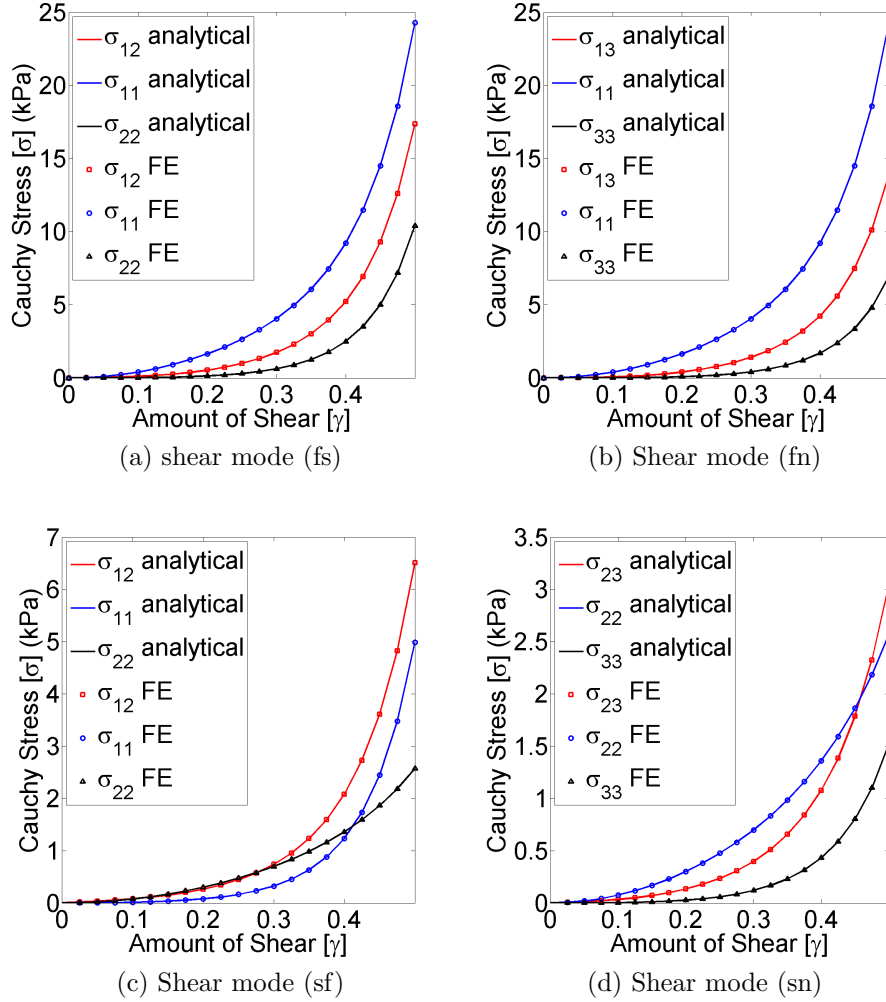 25
20
15
10
5
0
Cauchy Stress [σ] (kPa)
σ12 analytical
σ11 analytical
σ22 analytical
σ12 FE
σ11 FE
σ22 FE
0 0.1 0.2 0.3 0.4
Amount of Shear [γ]
(a) shear mode (fs)
25
20
15
10
5
0
Cauchy Stress [σ] (kPa)
σ13 analytical
σ11 analytical
σ33 analytical
σ13 FE
σ11 FE
σ33 FE
0 0.1 0.2 0.3 0.4
Amount of Shear [γ]
(b) Shear mode (fn)
7
6
5
4
3
2
1
0
Cauchy Stress [σ] (kPa)
σ12 analytical
σ11 analytical
σ22 analytical
σ12 FE
σ11 FE
σ22 FE
0 0.1 0.2 0.3 0.4
Amount of Shear [γ]
(c) Shear mode (sf)
3.5
3
2.5
2
1.5
1
0.5
0
Cauchy Stress [σ] (kPa)
σ23 analytical
σ22 analytical
σ33 analytical
σ23 FE
σ22 FE
σ33 FE
0 0.1 0.2 0.3 0.4
Amount of Shear [γ]
(d) Shear mode (sn)